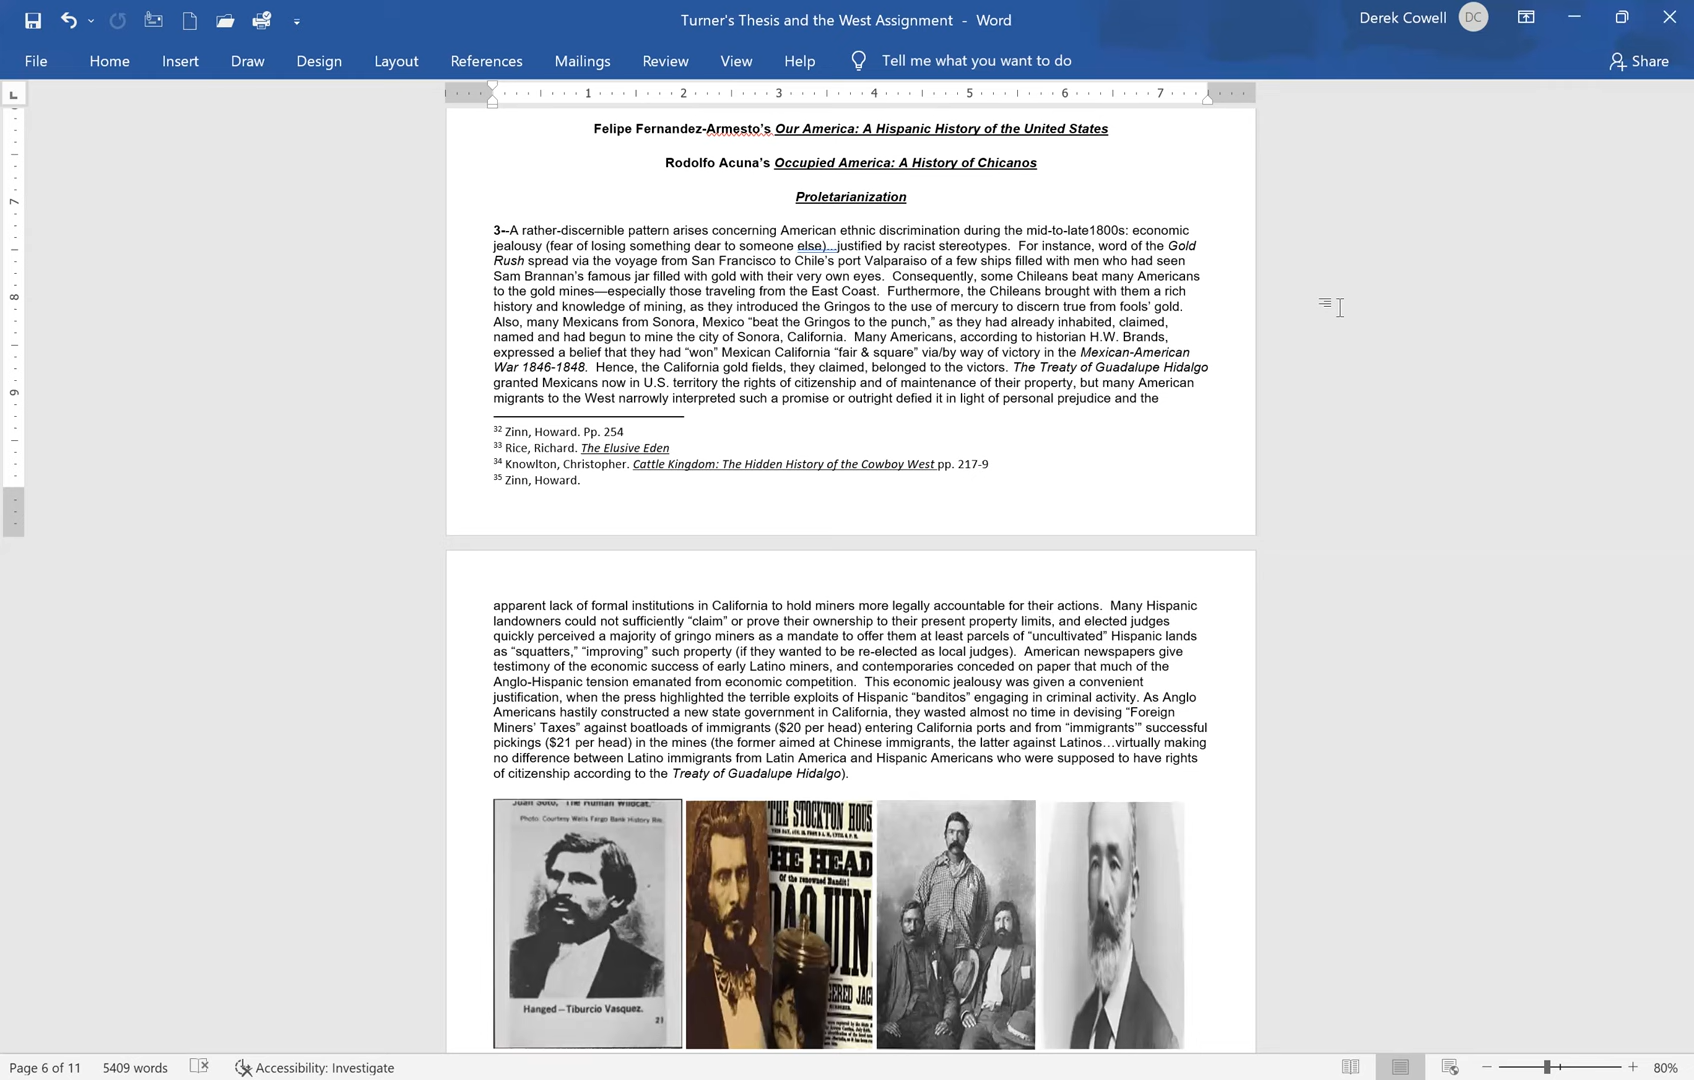 Turner's Thesis and the West Assignment - Word
Derek Cowell DC
File Home Insert Draw Design Layout References Mailings Review View Help Tell me what you want to do Share
1 2 3 4 5 6 7
Felipe Fernandez-Armesto’s Our America: A Hispanic History of the United States
Rodolfo Acuna’s Occupied America: A History of Chicanos
Proletarianization
3--A rather-discernible pattern arises concerning American ethnic discrimination during the mid-to-late1800s: economic
jealousy (fear of losing something dear to someone else)...justified by racist stereotypes. For instance, word of the Gold
Rush spread via the voyage from San Francisco to Chile’s port Valparaiso of a few ships filled with men who had seen
Sam Brannan’s famous jar filled with gold with their very own eyes. Consequently, some Chileans beat many Americans
to the gold mines—especially those traveling from the East Coast. Furthermore, the Chileans brought with them a rich
history and knowledge of mining, as they introduced the Gringos to the use of mercury to discern true from fools’ gold.
Also, many Mexicans from Sonora, Mexico “beat the Gringos to the punch,” as they had already inhabited, claimed,
named and had begun to mine the city of Sonora, California. Many Americans, according to historian H.W. Brands,
expressed a belief that they had “won” Mexican California “fair & square” via/by way of victory in the Mexican-American
War 1846-1848. Hence, the California gold fields, they claimed, belonged to the victors. The Treaty of Guadalupe Hidalgo
granted Mexicans now in U.S. territory the rights of citizenship and of maintenance of their property, but many American
migrants to the West narrowly interpreted such a promise or outright defied it in light of personal prejudice and the
32 Zinn, Howard. Pp. 254
33 Rice, Richard. The Elusive Eden
34 Knowlton, Christopher. Cattle Kingdom: The Hidden History of the Cowboy West pp. 217-9
35 Zinn, Howard.
7
8
9
apparent lack of formal institutions in California to hold miners more legally accountable for their actions. Many Hispanic
landowners could not sufficiently “claim” or prove their ownership to their present property limits, and elected judges
quickly perceived a majority of gringo miners as a mandate to offer them at least parcels of “uncultivated” Hispanic lands
as “squatters,” “improving” such property (if they wanted to be re-elected as local judges). American newspapers give
testimony of the economic success of early Latino miners, and contemporaries conceded on paper that much of the
Anglo-Hispanic tension emanated from economic competition. This economic jealousy was given a convenient
justification, when the press highlighted the terrible exploits of Hispanic “banditos” engaging in criminal activity. As Anglo
Americans hastily constructed a new state government in California, they wasted almost no time in devising “Foreign
Miners’ Taxes” against boatloads of immigrants ($20 per head) entering California ports and from “immigrants’” successful
pickings ($21 per head) in the mines (the former aimed at Chinese immigrants, the latter against Latinos…virtually making
no difference between Latino immigrants from Latin America and Hispanic Americans who were supposed to have rights
of citizenship according to the Treaty of Guadalupe Hidalgo).
Juan Soto, "The Human Wildcat."
Photo: Courtesy Wells Fargo Bank History Rm.
Hanged—Tiburcio Vasquez.
21
THE STOCKTON HOUS
HE HEAD
Of the renowned Bandit!
AQUIN
Page 6 of 11 5409 words Accessibility: Investigate 80%